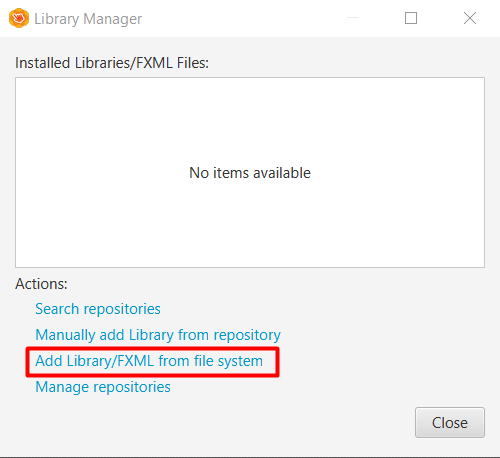 Library Manager
Installed Libraries/FXML Files:
No items available
Actions:
Search repositories
Manually add Library from repository
Add Library/FXML from file system
Manage repositories
Close